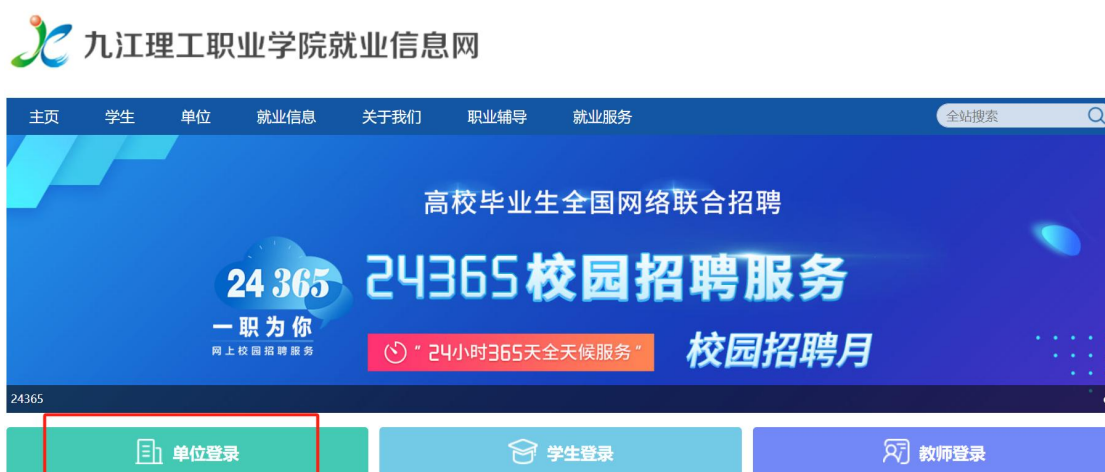 九江理工职业学院就业信息网
主页 学生 单位 就业信息 关于我们 职业辅导 就业服务 全站搜索
高校毕业生全国网络联合招聘
24 365
24365校园招聘服务
一职为你
网上校园招聘服务
“24小时365天全天候服务“
校园招聘月
24365
单位登录 学生登录 教师登录